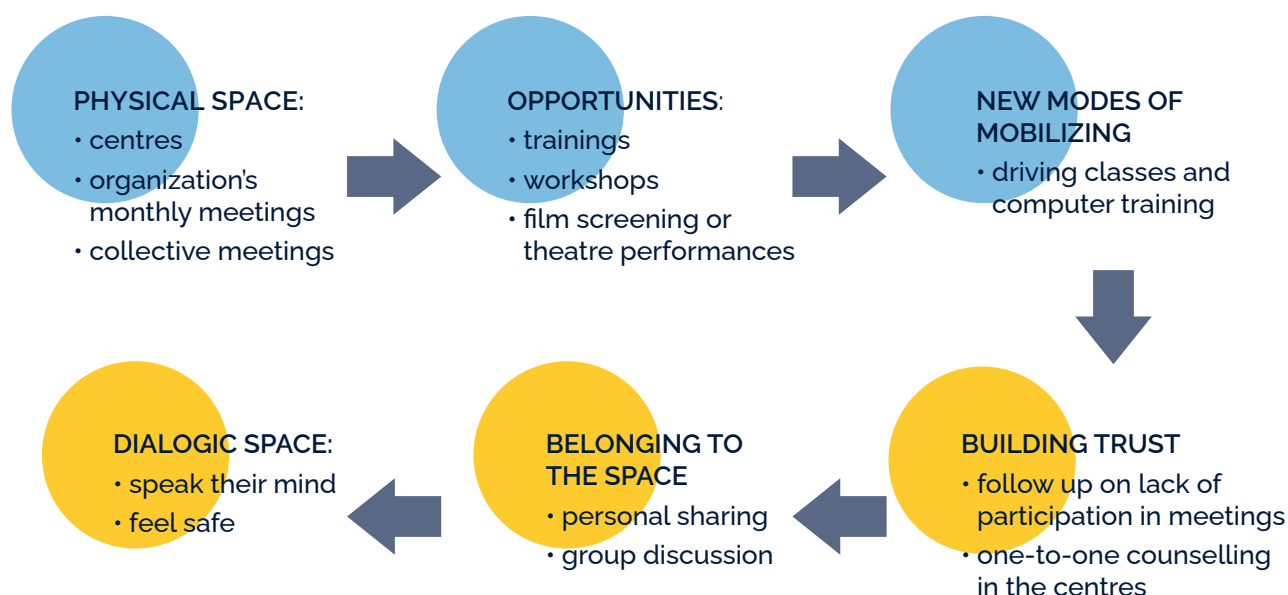 PHYSICAL SPACE:
• centres
• organization's
monthly meetings
• collective meetings
OPPORTUNITIES:
• trainings
• workshops
• film screening or
theatre performances
NEW MODES OF
MOBILIZING
• driving classes and
computer training
BUILDING TRUST
• follow up on lack of
participation in meetings
• one-to-one counselling
in the centres
BELONGING TO
THE SPACE
• personal sharing
• group discussion
DIALOGIC SPACE:
• speak their mind
• feel safe